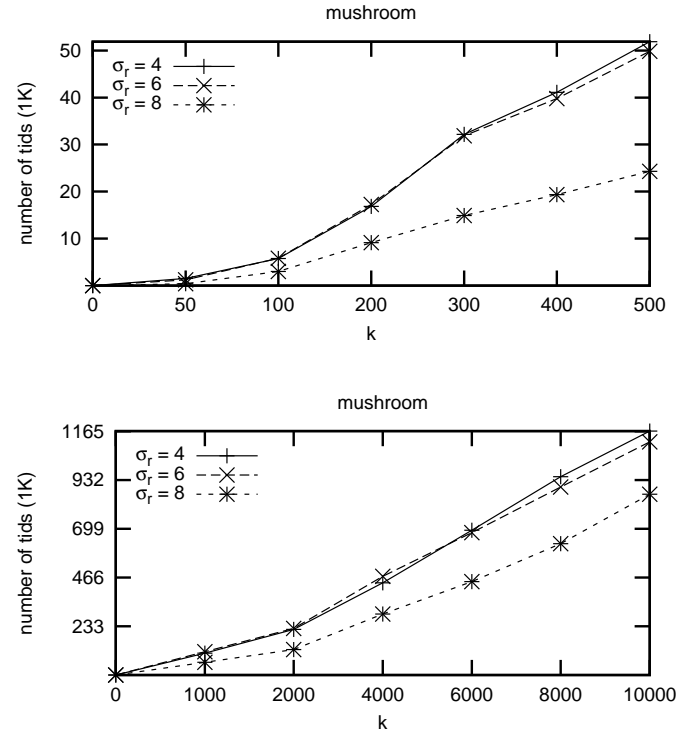 mushroom
50
40
30
20
10
number of tids (1K)
σr = 4
σr = 6
σr = 8
0 50 100 200 300 400 500
k
mushroom
1165
932
699
466
233
number of tids (1K)
σr = 4
σr = 6
σr = 8
0 1000 2000 4000 6000 8000 10000
k